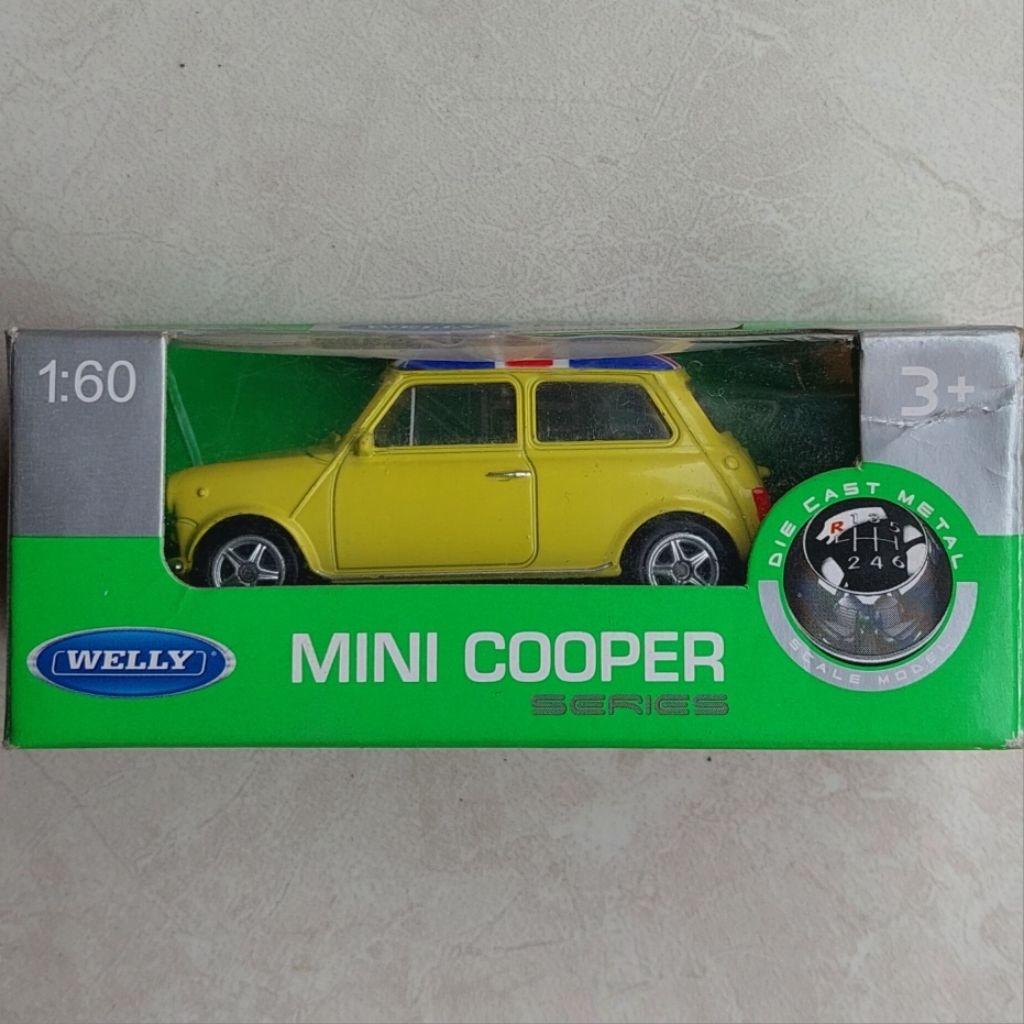 1:60
3+
DIE CAST METAL
R 1 3 5
2 4 6
SCALE MODEL
WELLY
MINI COOPER
SERIES